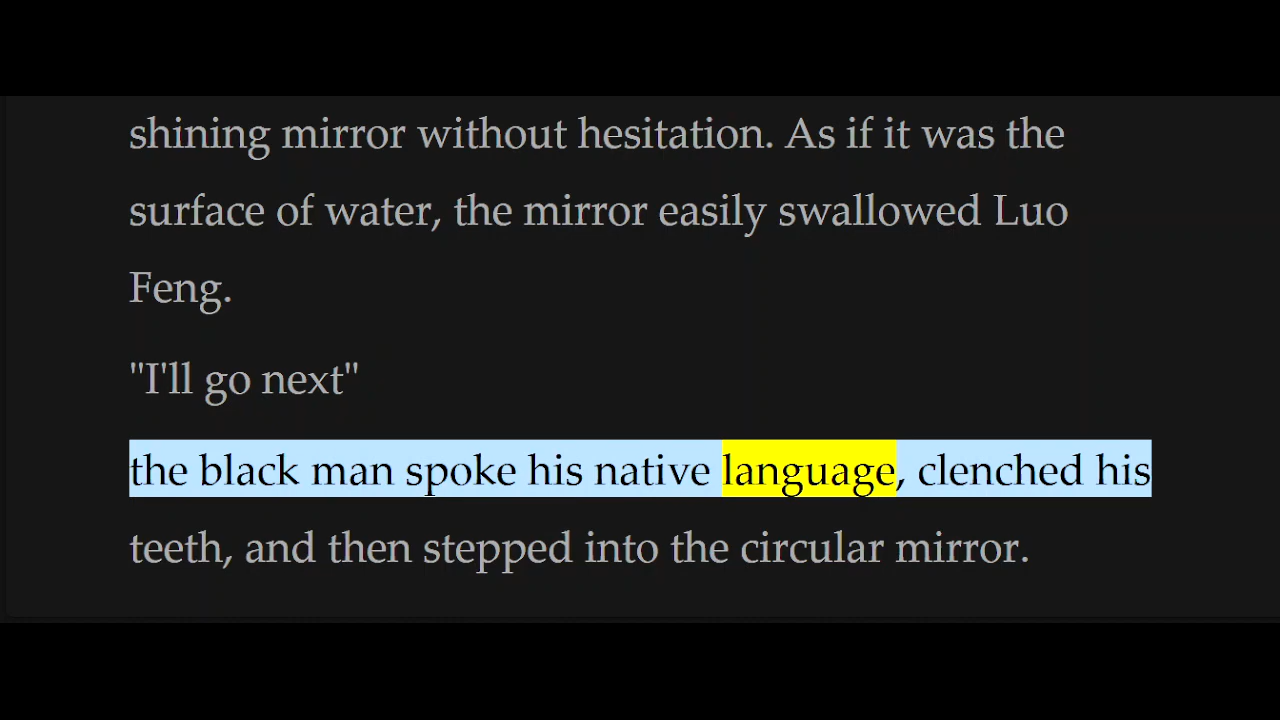 shining mirror without hesitation. As if it was the
surface of water, the mirror easily swallowed Luo
Feng.
"I'll go next"
the black man spoke his native language, clenched his
teeth, and then stepped into the circular mirror.